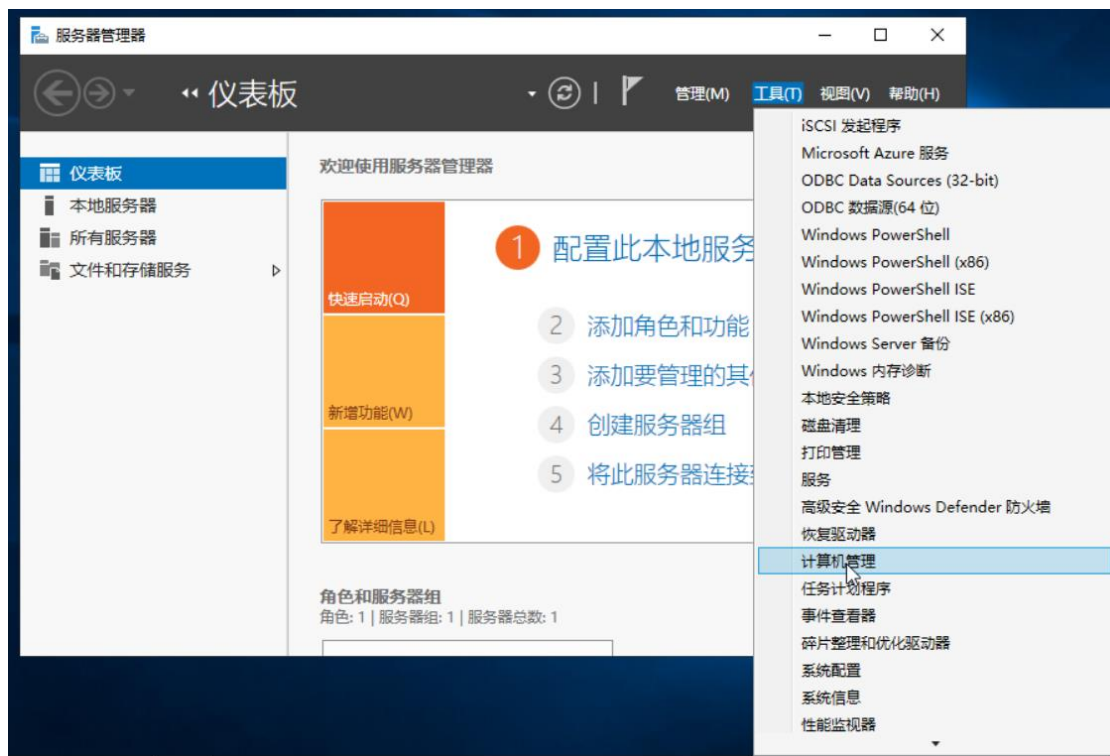 服务器管理器
仪表板
管理(M) 工具(T) 视图(V) 帮助(H)
仪表板
本地服务器
所有服务器
文件和存储服务
欢迎使用服务器管理器
快速启动(Q)
新增功能(W)
了解详细信息(L)
1 配置此本地服务
2 添加角色和功能
3 添加要管理的其
4 创建服务器组
5 将此服务器连接
角色和服务器组
角色: 1 | 服务器组: 1 | 服务器总数: 1
iSCSI 发起程序
Microsoft Azure 服务
ODBC Data Sources (32-bit)
ODBC 数据源(64 位)
Windows PowerShell
Windows PowerShell (x86)
Windows PowerShell ISE
Windows PowerShell ISE (x86)
Windows Server 备份
Windows 内存诊断
本地安全策略
磁盘清理
打印管理
服务
高级安全 Windows Defender 防火墙
恢复驱动器
计算机管理
任务计划程序
事件查看器
碎片整理和优化驱动器
系统配置
系统信息
性能监视器